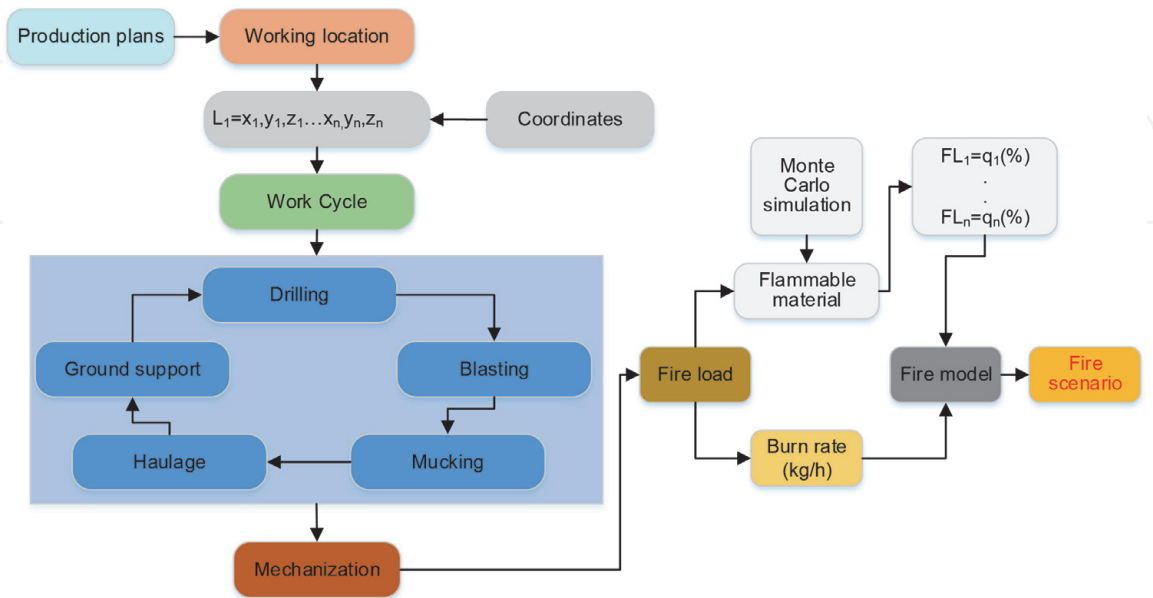 Production plans
Working location
L₁=x₁,y₁,z₁...xₙ,yₙ,zₙ
Coordinates
Work Cycle
Drilling
Ground support
Blasting
Haulage
Mucking
Mechanization
Monte
Carlo
simulation
FL₁=q₁(%)
.
.
FLₙ=qₙ(%)
Flammable
material
Fire load
Fire model
Fire
scenario
Burn rate
(kg/h)